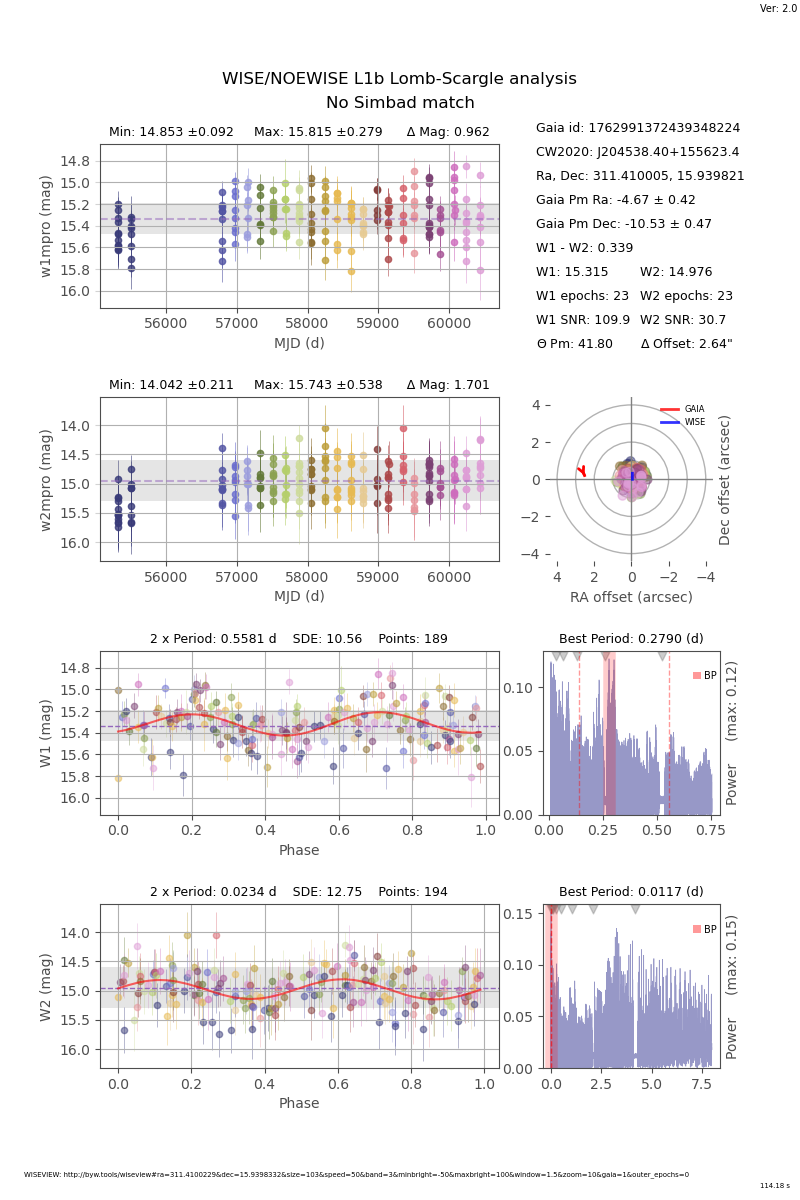 Ver: 2.0
WISE/NOEWISE L1b Lomb-Scargle analysis
No Simbad match
Min: 14.853 ±0.092 Max: 15.815 ±0.279 Δ Mag: 0.962
14.8
15.0
15.2
15.4
15.6
15.8
16.0
w1mpro (mag)
56000 57000 58000 59000 60000
MJD (d)
Gaia id: 1762991372439348224
CW2020: J204538.40+155623.4
Ra, Dec: 311.410005, 15.939821
Gaia Pm Ra: -4.67 ± 0.42
Gaia Pm Dec: -10.53 ± 0.47
W1 - W2: 0.339
W1: 15.315 W2: 14.976
W1 epochs: 23 W2 epochs: 23
W1 SNR: 109.9 W2 SNR: 30.7
Θ Pm: 41.80 Δ Offset: 2.64"
Min: 14.042 ±0.211 Max: 15.743 ±0.538 Δ Mag: 1.701
14.0
14.5
15.0
15.5
16.0
w2mpro (mag)
56000 57000 58000 59000 60000
MJD (d)
GAIA
WISE
4
2
0
−2
−4
4 2 0 −2 −4
RA offset (arcsec)
Dec offset (arcsec)
2 x Period: 0.5581 d SDE: 10.56 Points: 189
14.8
15.0
15.2
15.4
15.6
15.8
16.0
W1 (mag)
0.0 0.2 0.4 0.6 0.8 1.0
Phase
Best Period: 0.2790 (d)
BP
0.10
0.05
0.00
0.00 0.25 0.50 0.75
Power (max: 0.12)
2 x Period: 0.0234 d SDE: 12.75 Points: 194
14.0
14.5
15.0
15.5
16.0
W2 (mag)
0.0 0.2 0.4 0.6 0.8 1.0
Phase
Best Period: 0.0117 (d)
BP
0.15
0.10
0.05
0.00
0.0 2.5 5.0 7.5
Power (max: 0.15)
WISEVIEW: http://byw.tools/wiseview#ra=311.4100229&dec=15.9398332&size=103&speed=50&band=3&minbright=-50&maxbright=100&window=1.5&zoom=10&gaia=1&outer_epochs=0
114.18 s